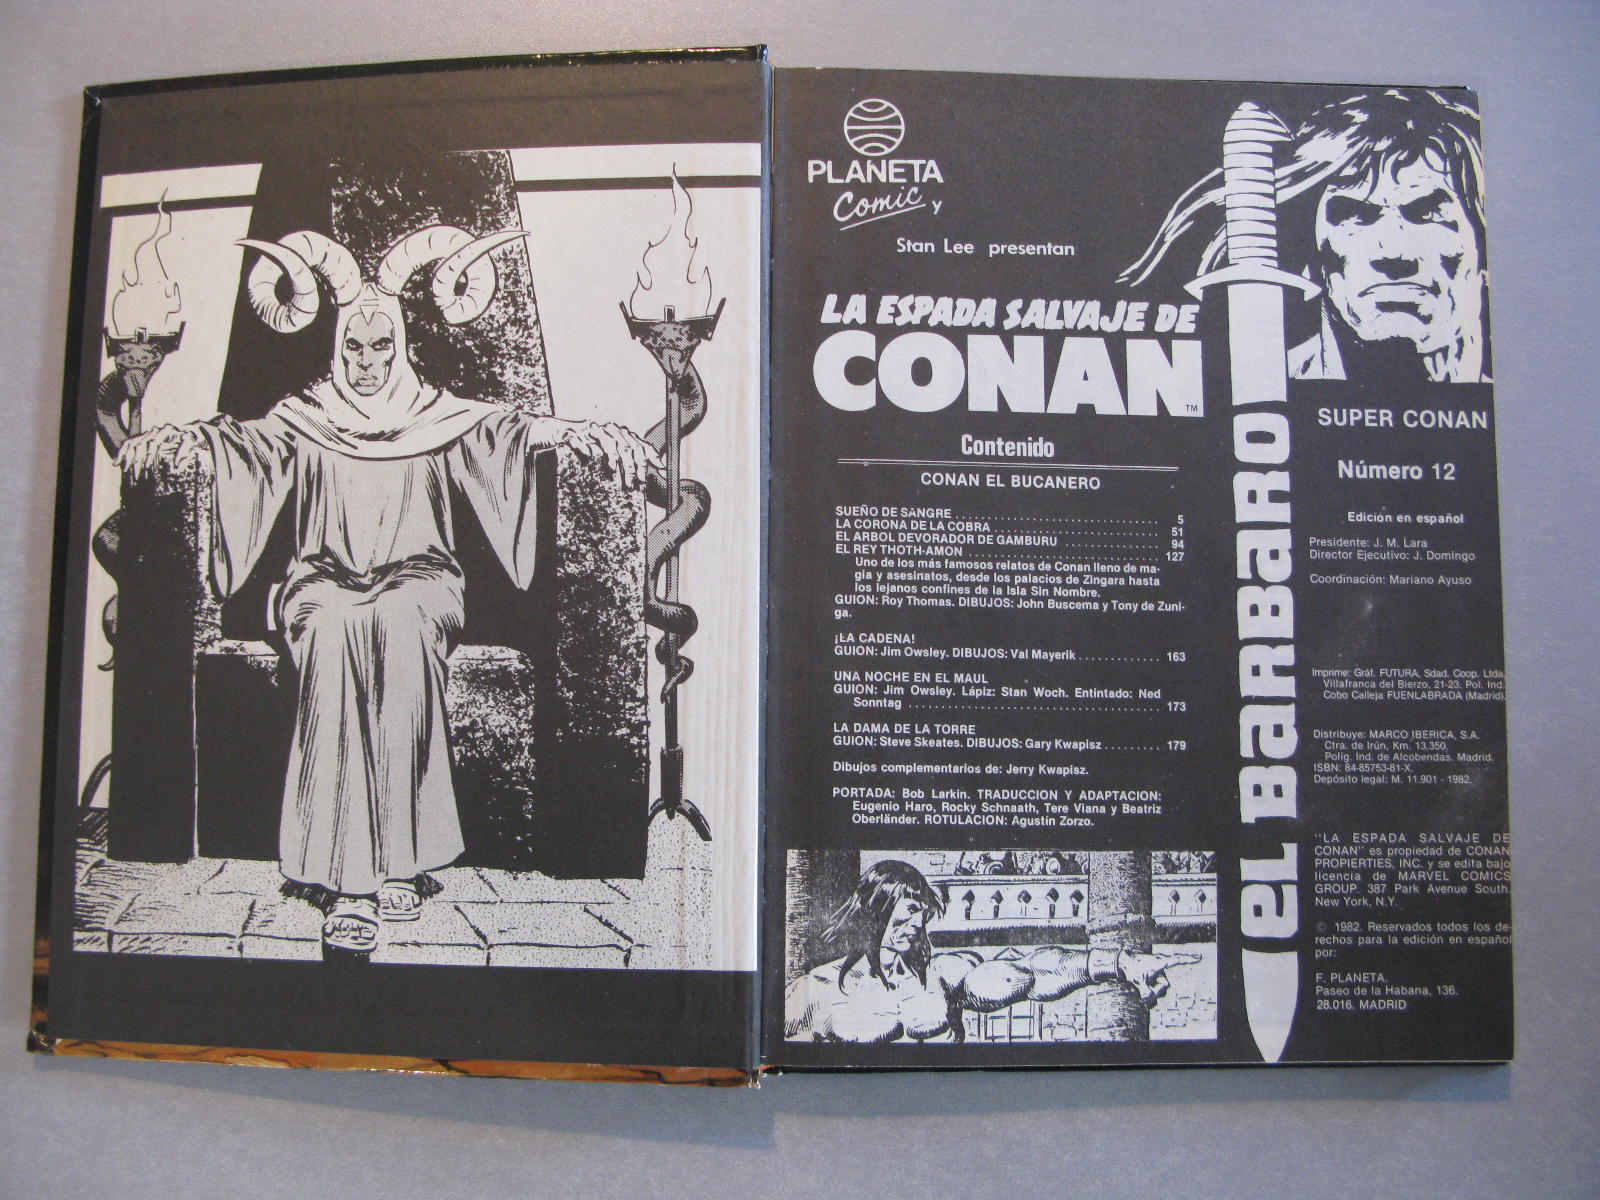 PLANETA
Comic y
Stan Lee presentan
LA ESPADA SALVAJE DE
CONAN
TM
Contenido
CONAN EL BUCANERO
SUEÑO DE SANGRE . . . . . . . . . . . . . . . . . . . . . . . . . . . . . . . 5
LA CORONA DE LA COBRA . . . . . . . . . . . . . . . . . . . . . . . . . 51
EL ARBOL DEVORADOR DE GAMBURU . . . . . . . . . . . . . . . 94
EL REY THOTH-AMON . . . . . . . . . . . . . . . . . . . . . . . . . . . . . 127
Uno de los más famosos relatos de Conan lleno de ma-
gia y asesinatos, desde los palacios de Zingara hasta
los lejanos confines de la Isla Sin Nombre.
GUION: Roy Thomas. DIBUJOS: John Buscema y Tony de Zuni-
ga.
¡LA CADENA!
GUION: Jim Owsley. DIBUJOS: Val Mayerik . . . . . . . . . . . . 163
UNA NOCHE EN EL MAUL
GUION: Jim Owsley. Lápiz: Stan Woch. Entintado: Ned
Sonntag . . . . . . . . . . . . . . . . . . . . . . . . . . . . . . . . . . . . . . 173
LA DAMA DE LA TORRE
GUION: Steve Skeates. DIBUJOS: Gary Kwapisz . . . . . . . . . 179
Dibujos complementarios de: Jerry Kwapisz.
PORTADA: Bob Larkin. TRADUCCION Y ADAPTACION:
Eugenio Haro, Rocky Schnaath, Tere Viana y Beatriz
Oberländer. ROTULACION: Agustín Zorzo.
eL BaRBaRO
SUPER CONAN
Número 12
Edición en español
Presidente: J. M. Lara
Director Ejecutivo: J. Domingo
Coordinación: Mariano Ayuso
Imprime: Gráf. FUTURA, Sdad. Coop. Ltda.
Villafranca del Bierzo, 21-23. Pol. Ind.
Cobo Calleja FUENLABRADA (Madrid).
Distribuye: MARCO IBERICA, S.A.
Ctra. de Irún, Km. 13,350.
Políg. Ind. de Alcobendas. Madrid.
ISBN: 84-85753-81-X.
Depósito legal: M. 11.901 - 1982.
"LA ESPADA SALVAJE DE
CONAN" es propiedad de CONAN
PROPIERTIES, INC. y se edita bajo
licencia de MARVEL COMICS
GROUP. 387 Park Avenue South.
New York, N.Y.
© 1982. Reservados todos los de-
rechos para la edición en español
por:
F. PLANETA.
Paseo de la Habana, 136.
28.016. MADRID